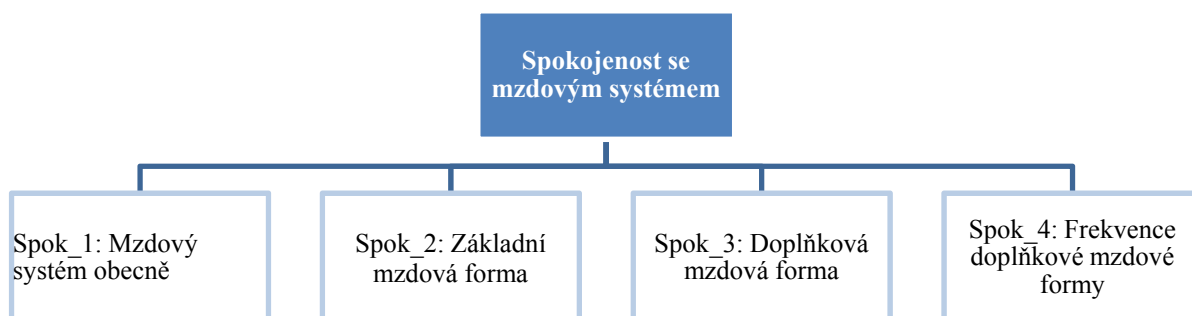 Spokojenost se
mzdovým systémem
Spok_1: Mzdový
systém obecně
Spok_2: Základní
mzdová forma
Spok_3: Doplňková
mzdová forma
Spok_4: Frekvence
doplňkové mzdové
formy